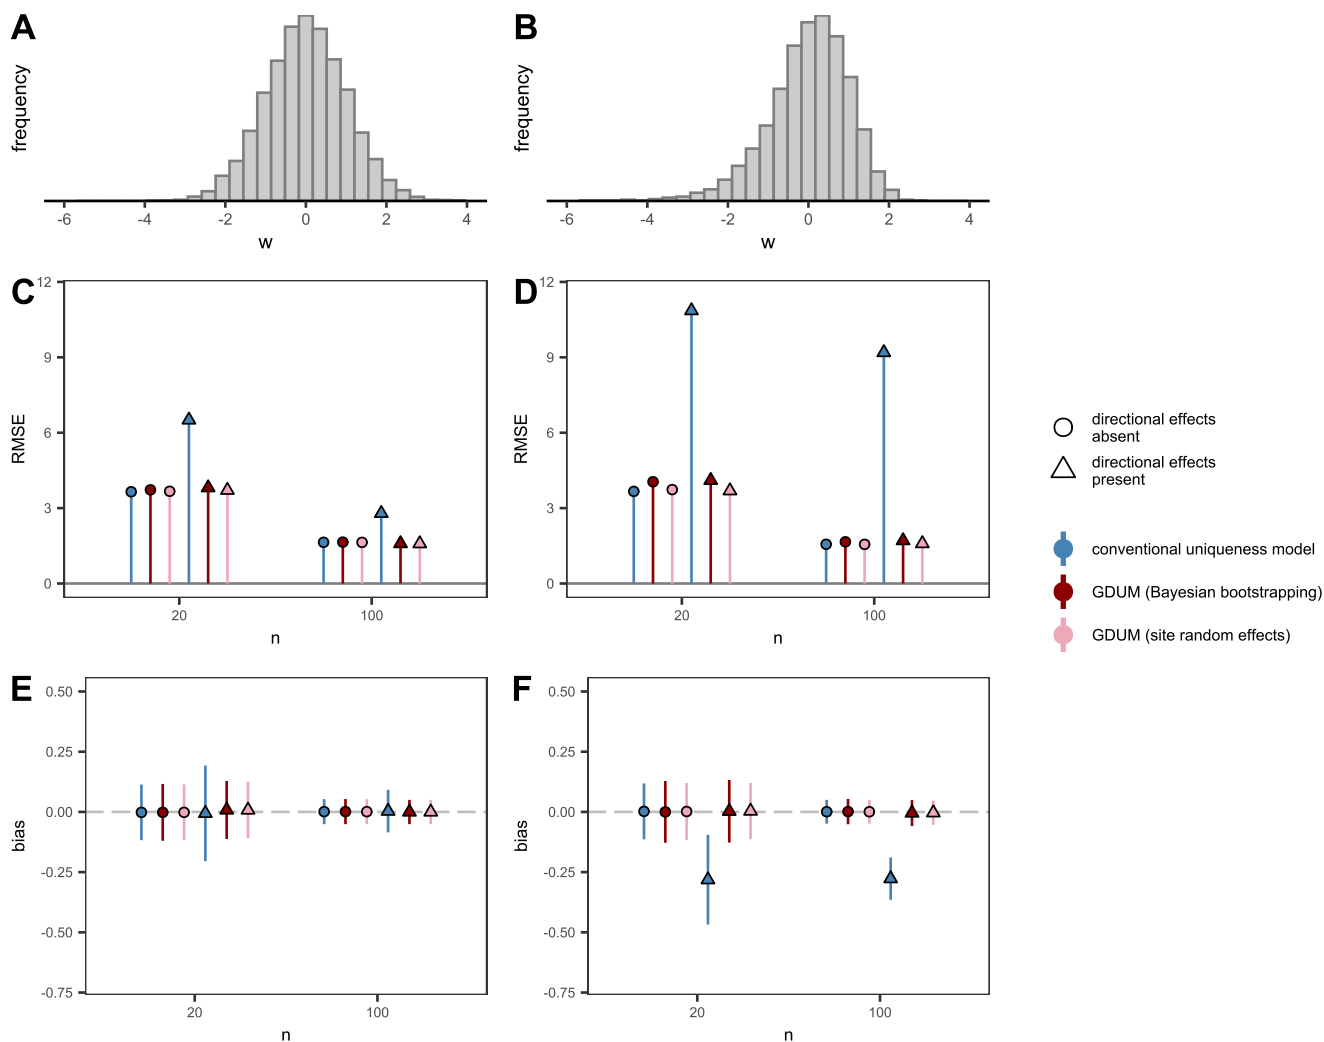 A
B
frequency
frequency
-6
-4
-2
0
2
4
-6
-4
-2
0
2
4
w
w
C
D
12
9
6
3
0
12
9
6
3
0
RMSE
RMSE
20
100
20
100
n
n
directional effects
absent
directional effects
present
conventional uniqueness model
GDUM (Bayesian bootstrapping)
GDUM (site random effects)
E
F
0.50
0.25
0.00
-0.25
-0.50
-0.75
0.50
0.25
0.00
-0.25
-0.50
-0.75
bias
bias
20
100
20
100
n
n